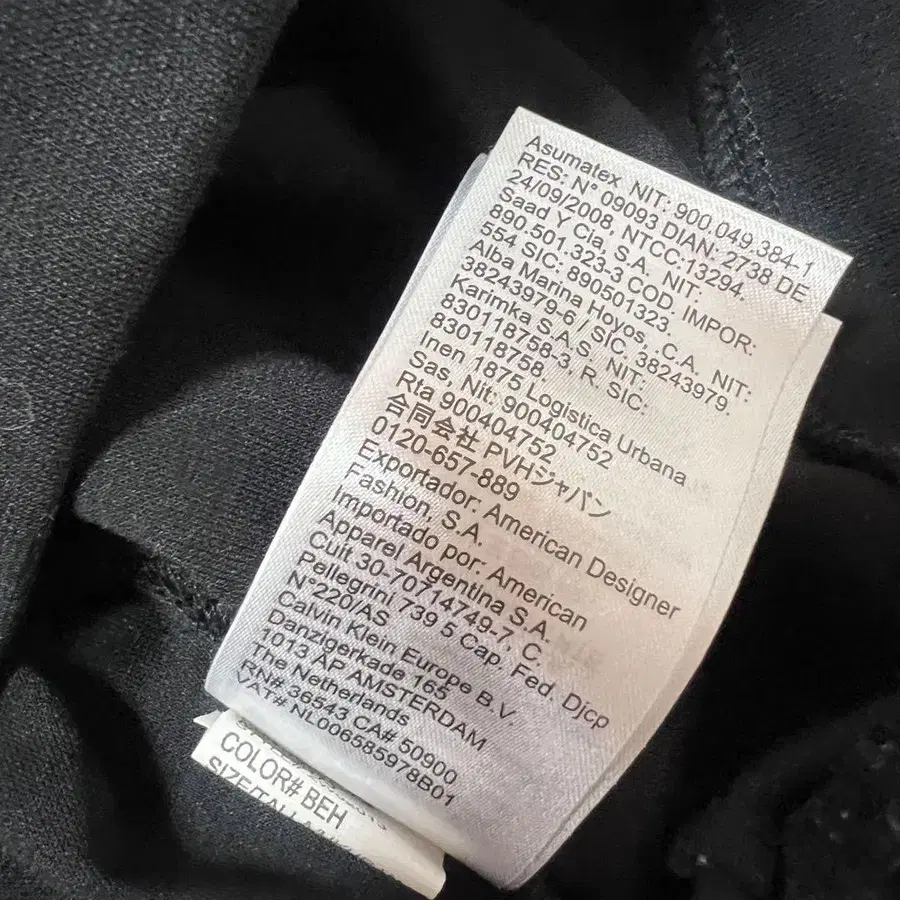 Asumatex NIT: 900.049.384-1
RES: N° 09093 DIAN: 2738 DE
24/09/2008, NTCC:13294.
Saad Y Cia, S.A. NIT:
890.501.323-3 COD. IMPOR:
554 SIC: 890501323.
Alba Marina Hoyos, C.A. NIT:
38243979-6 / SIC. 38243979.
Karimka S.A.S. NIT:
830118758-3, R. SIC:
830118758
Inen 1875 Logistica Urbana
Sas, Nit: 900404752
Rta 900404752
合同会社 PVHジャパン
0120-657-889
Exportador: American Designer
Fashion, S.A.
Importado por: American
Apparel Argentina S.A.
Cuit 30-70714749-7, C.
Pellegrini 739 5 Cap. Fed. Djcp
N°220/AS
Calvin Klein Europe B.V.
Danzigerkade 165
1013 AP AMSTERDAM
The Netherlands
RN# 36543 CA# 50900
VAT# NL006585978B01
COLOR# BEH